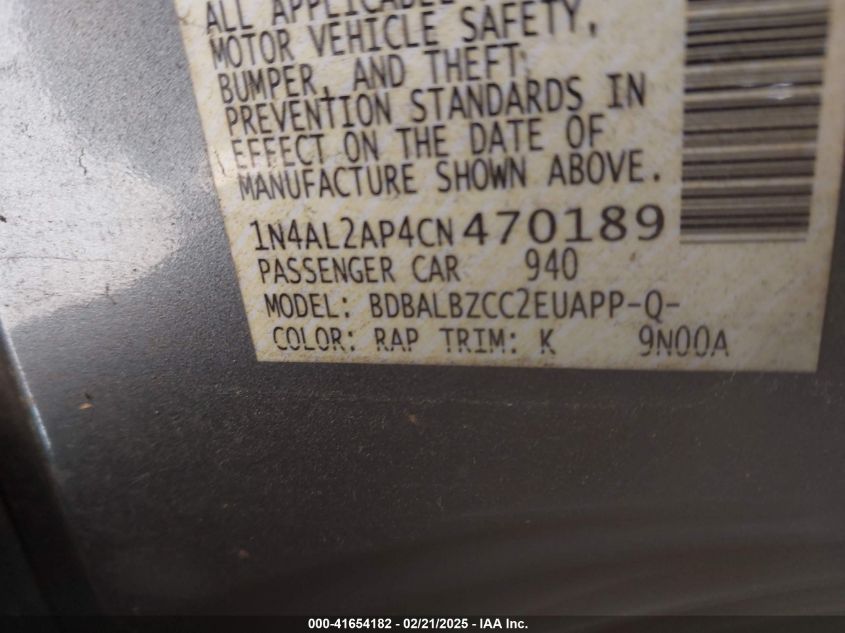 ALL APPLICABLE
MOTOR VEHICLE SAFETY,
BUMPER, AND THEFT
PREVENTION STANDARDS IN
EFFECT ON THE DATE OF
MANUFACTURE SHOWN ABOVE.
1N4AL2AP4CN470189
PASSENGER CAR 940
MODEL: BDBALBZCC2EUAPP-Q-
COLOR: RAP TRIM: K 9N00A
000-41654182 - 02/21/2025 - IAA Inc.